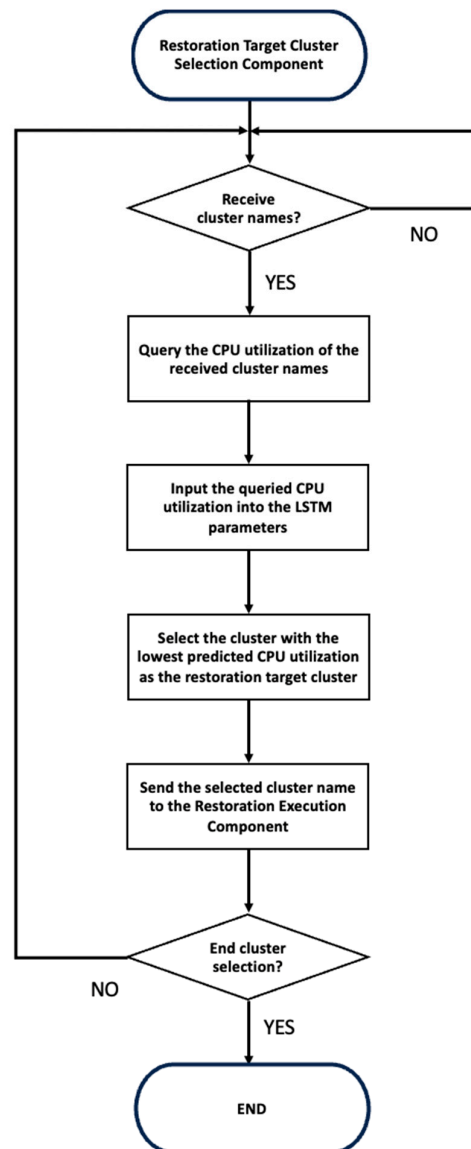 Restoration Target Cluster
Selection Component
Receive
cluster names?
NO
YES
Query the CPU utilization of the
received cluster names
Input the queried CPU
utilization into the LSTM
parameters
Select the cluster with the
lowest predicted CPU utilization
as the restoration target cluster
Send the selected cluster name
to the Restoration Execution
Component
End cluster
selection?
NO
YES
END